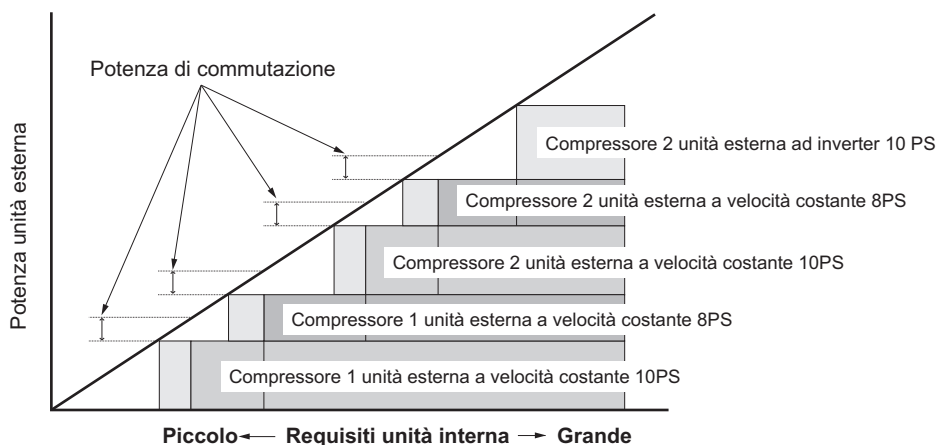 Potenza di commutazione
Potenza unità esterna
Compressore 2 unità esterna ad inverter 10 PS
Compressore 2 unità esterna a velocità costante 8PS
Compressore 2 unità esterna a velocità costante 10PS
Compressore 1 unità esterna a velocità costante 8PS
Compressore 1 unità esterna a velocità costante 10PS
Piccolo Requisiti unità interna Grande